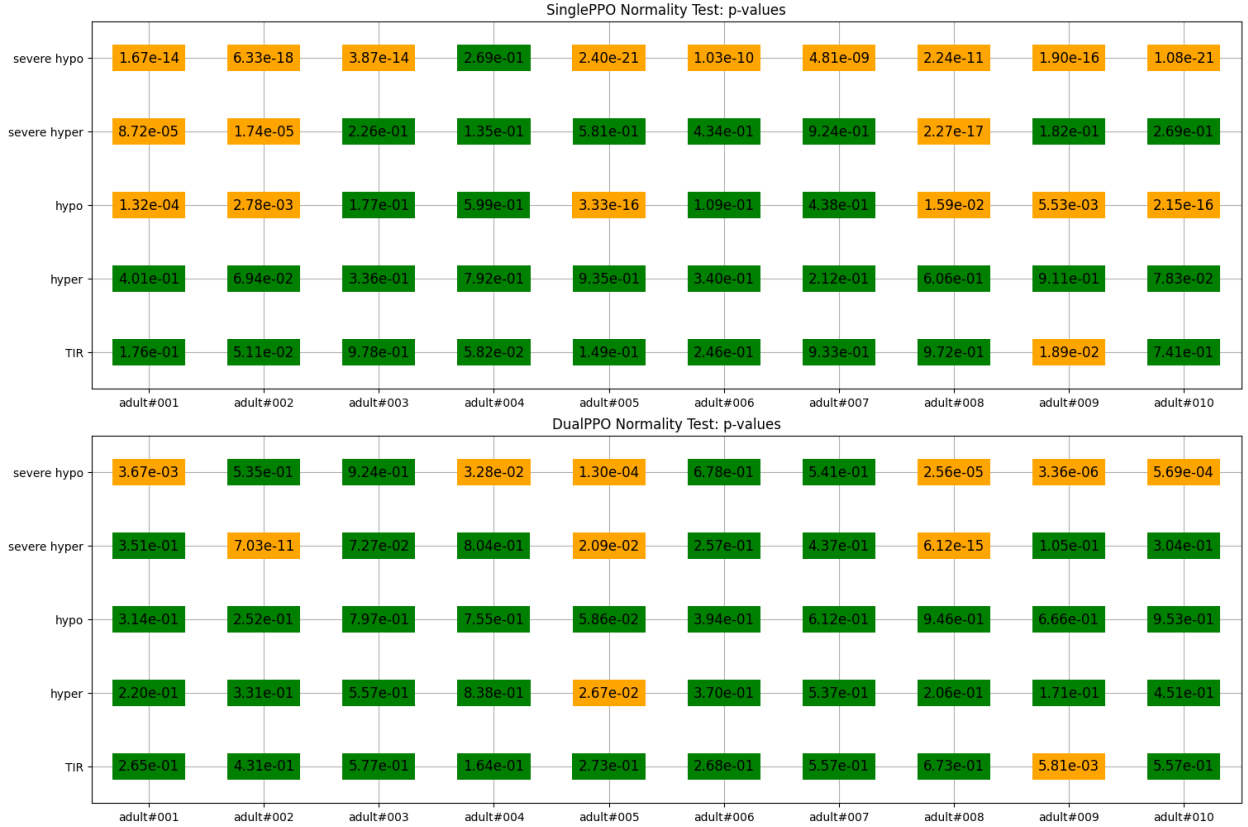 SinglePPO Normality Test: p-values
severe hypo 1.67e-14 6.33e-18 3.87e-14 2.69e-01 2.40e-21 1.03e-10 4.81e-09 2.24e-11 1.90e-16 1.08e-21
severe hyper 8.72e-05 1.74e-05 2.26e-01 1.35e-01 5.81e-01 4.34e-01 9.24e-01 2.27e-17 1.82e-01 2.69e-01
hypo 1.32e-04 2.78e-03 1.77e-01 5.99e-01 3.33e-16 1.09e-01 4.38e-01 1.59e-02 5.53e-03 2.15e-16
hyper 4.01e-01 6.94e-02 3.36e-01 7.92e-01 9.35e-01 3.40e-01 2.12e-01 6.06e-01 9.11e-01 7.83e-02
TIR 1.76e-01 5.11e-02 9.78e-01 5.82e-02 1.49e-01 2.46e-01 9.33e-01 9.72e-01 1.89e-02 7.41e-01
adult#001 adult#002 adult#003 adult#004 adult#005 adult#006 adult#007 adult#008 adult#009 adult#010
DualPPO Normality Test: p-values
severe hypo 3.67e-03 5.35e-01 9.24e-01 3.28e-02 1.30e-04 6.78e-01 5.41e-01 2.56e-05 3.36e-06 5.69e-04
severe hyper 3.51e-01 7.03e-11 7.27e-02 8.04e-01 2.09e-02 2.57e-01 4.37e-01 6.12e-15 1.05e-01 3.04e-01
hypo 3.14e-01 2.52e-01 7.97e-01 7.55e-01 5.86e-02 3.94e-01 6.12e-01 9.46e-01 6.66e-01 9.53e-01
hyper 2.20e-01 3.31e-01 5.57e-01 8.38e-01 2.67e-02 3.70e-01 5.37e-01 2.06e-01 1.71e-01 4.51e-01
TIR 2.65e-01 4.31e-01 5.77e-01 1.64e-01 2.73e-01 2.68e-01 5.57e-01 6.73e-01 5.81e-03 5.57e-01
adult#001 adult#002 adult#003 adult#004 adult#005 adult#006 adult#007 adult#008 adult#009 adult#010